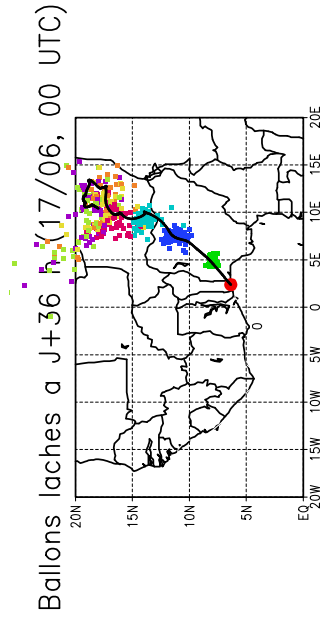 Ballons laches a J+36 h (17/06, 00 UTC)
20N
15N
10N
5N
EQ
20W
15W
10W
5W
0
5E
10E
15E
20E
0